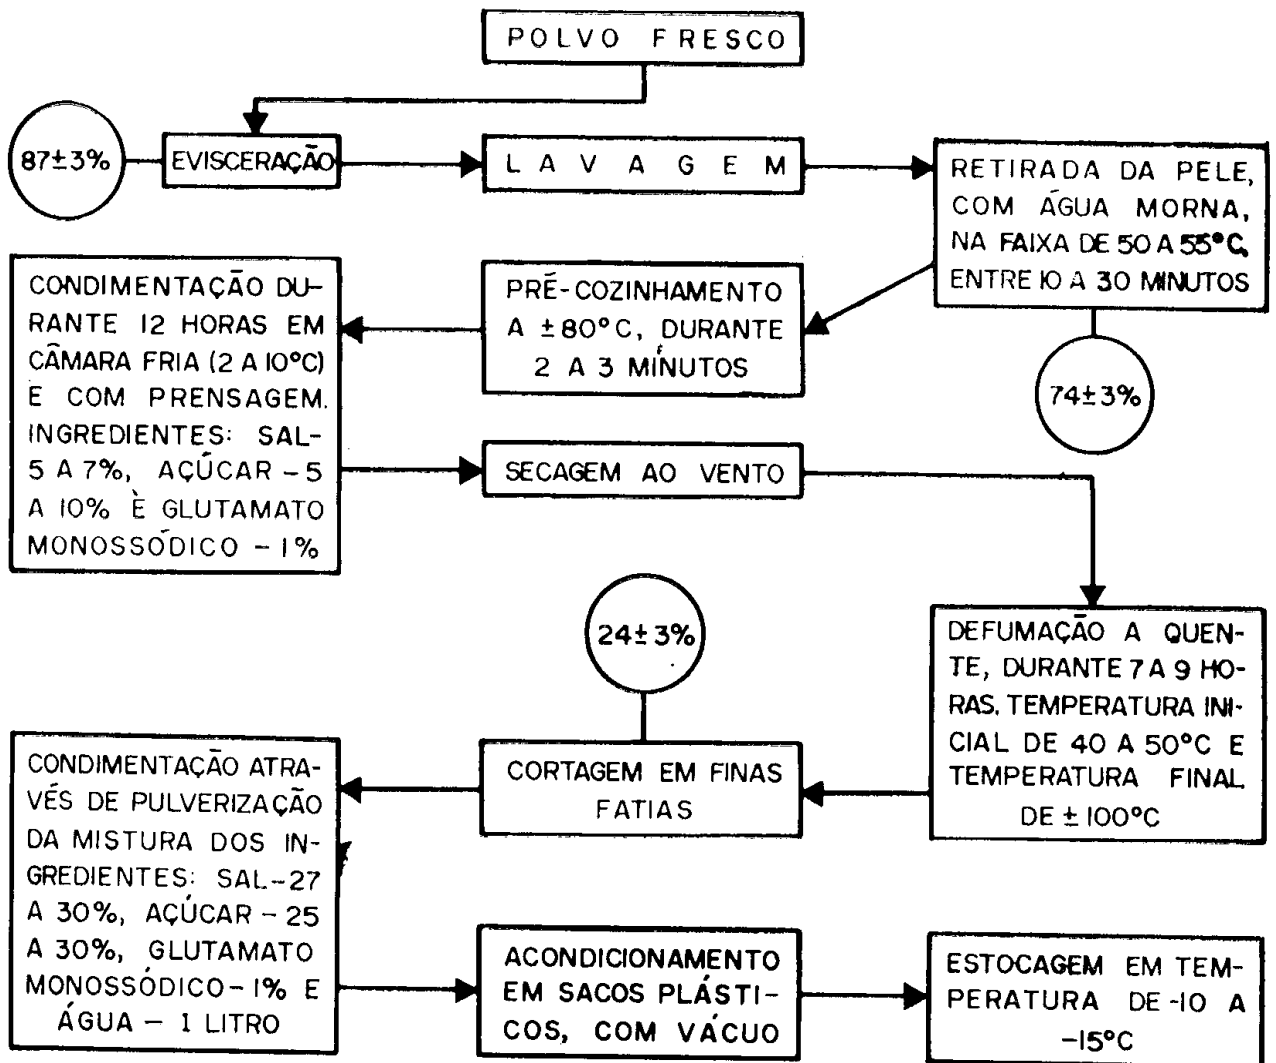 POLVO FRESCO
87±3%
EVISCERAÇÃO
LAVAGEM
RETIRADA DA PELE,
COM ÁGUA MORNA,
NA FAIXA DE 50 A 55°C,
ENTRE 10 A 30 MINUTOS
74±3%
PRÉ-COZINHAMENTO
A ±80°C, DURANTE
2 A 3 MÍNUTOS
CONDIMENTAÇÃO DU-
RANTE 12 HORAS EM
CÂMARA FRIA (2 A 10°C)
E COM PRENSAGEM.
INGREDIENTES: SAL-
5 A 7%, AÇÚCAR - 5
A 10% È GLUTAMATO
MONOSSÓDICO - 1%
SECAGEM AO VENTO
DEFUMAÇÃO A QUEN-
TE, DURANTE 7 A 9 HO-
RAS. TEMPERATURA INI-
CIAL DE 40 A 50°C E
TEMPERATURA FINAL
DE ± 100°C
24±3%
CORTAGEM EM FINAS
FATIAS
CONDIMENTAÇÃO ATRA-
VÉS DE PULVERIZAÇÃO
DA MISTURA DOS IN-
GREDIENTES: SAL-27
A 30%, AÇÚCAR - 25
A 30%, GLUTAMATO
MONOSSÓDICO-1% E
ÁGUA - 1 LITRO
ACONDICIONAMENTO
EM SACOS PLÁSTI-
COS, COM VÁCUO
ESTOCAGEM EM TEM-
PERATURA DE -10 A
-15°C